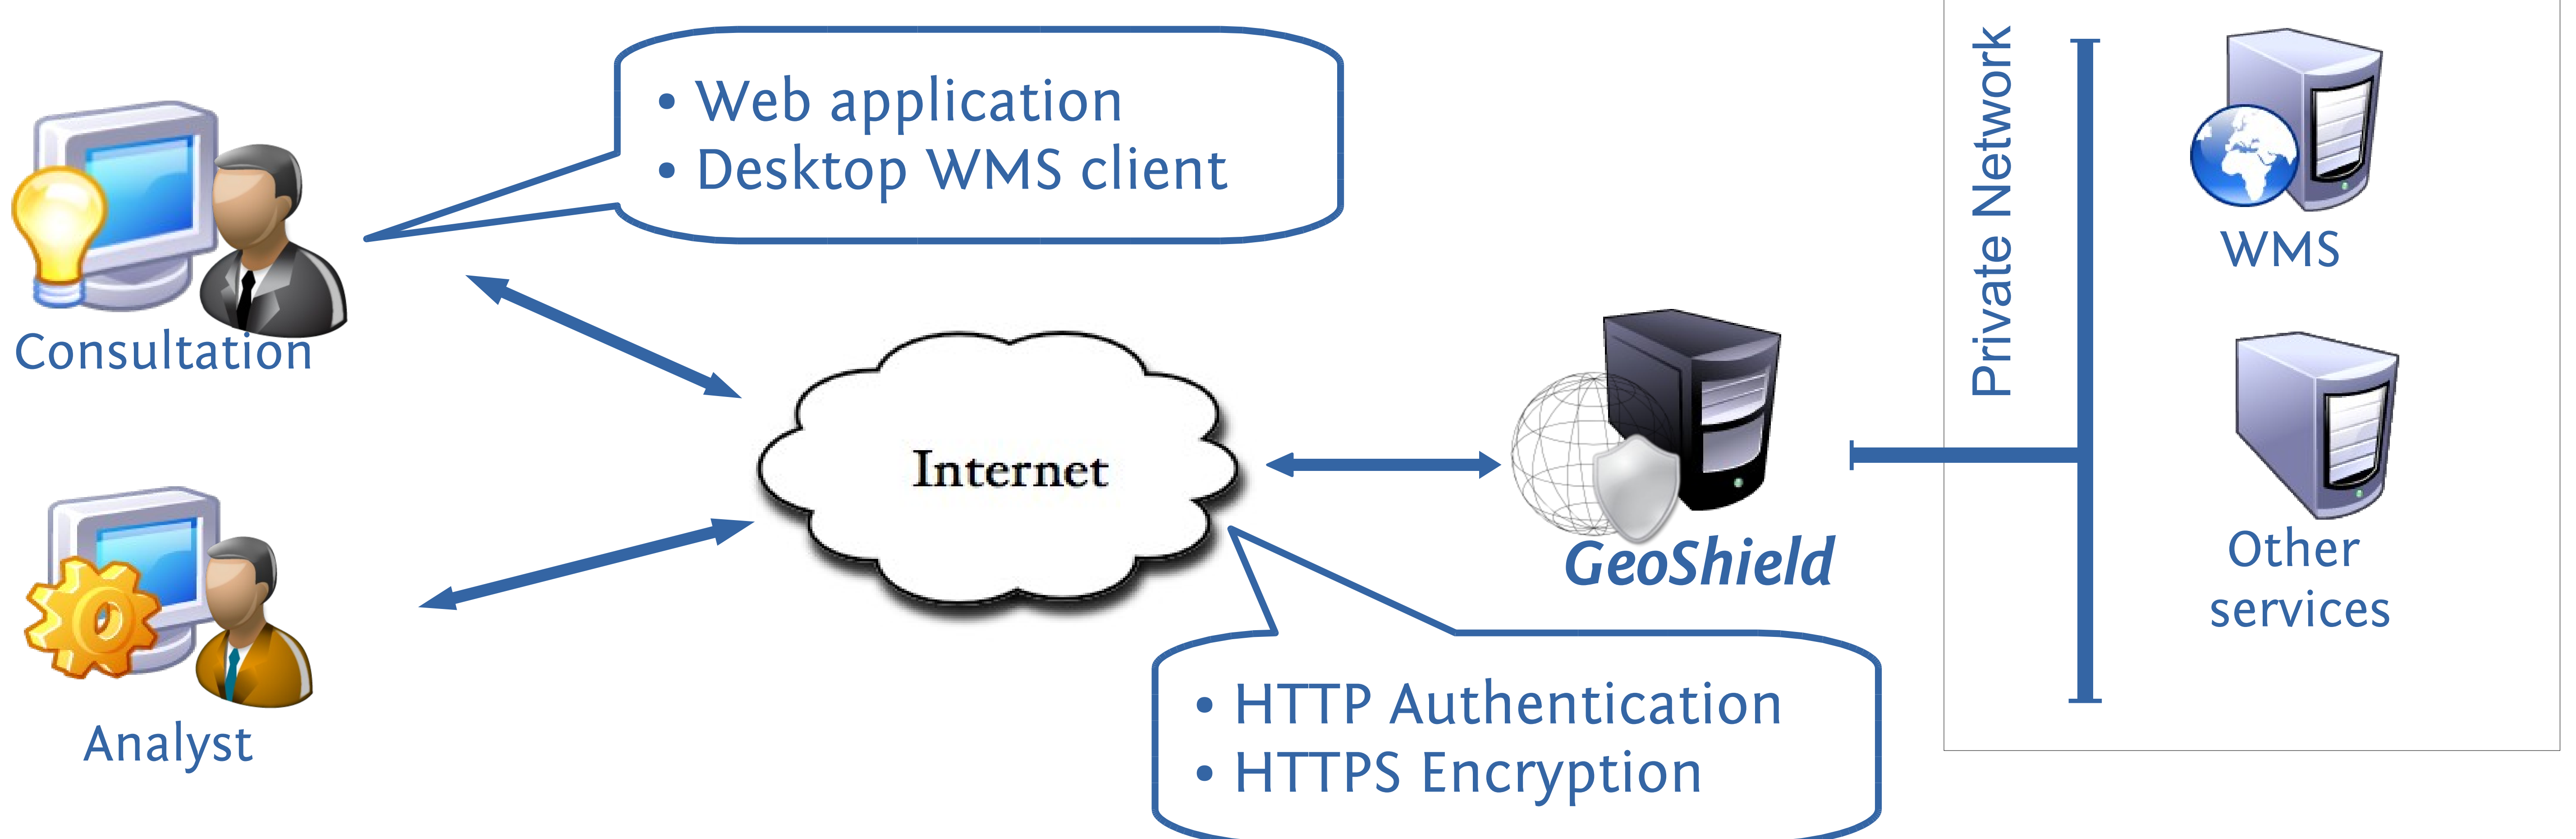 • Web application
• Desktop WMS client
Consultation
Analyst
Internet
GeoShield
• HTTP Authentication
• HTTPS Encryption
Private Network
WMS
Other
services